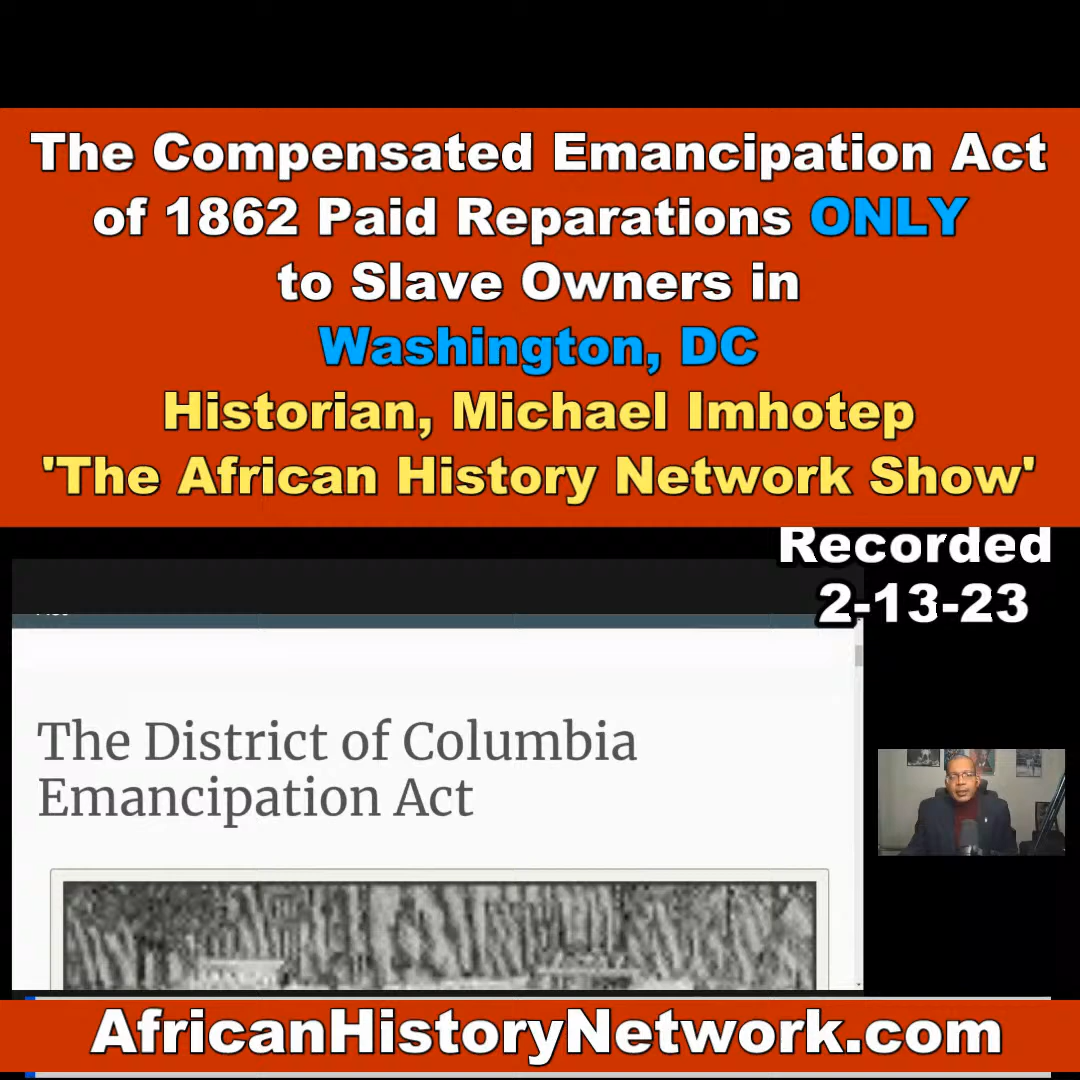 The Compensated Emancipation Act
of 1862 Paid Reparations ONLY
to Slave Owners in
Washington, DC
Historian, Michael Imhotep
'The African History Network Show'
Recorded
2-13-23
The District of Columbia
Emancipation Act
AfricanHistoryNetwork.com